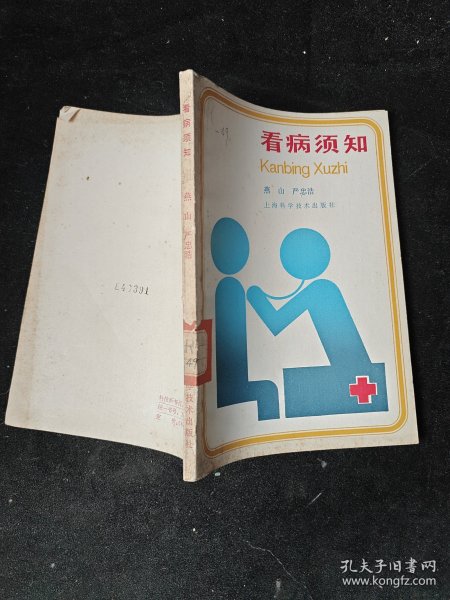 看病须知
Kanbing Xuzhi
燕山 严忠浩
上海科学技术出版社
看病须知
燕山 严忠浩
技术出版社
L43391
孔夫子旧书网
www.kongfz.com